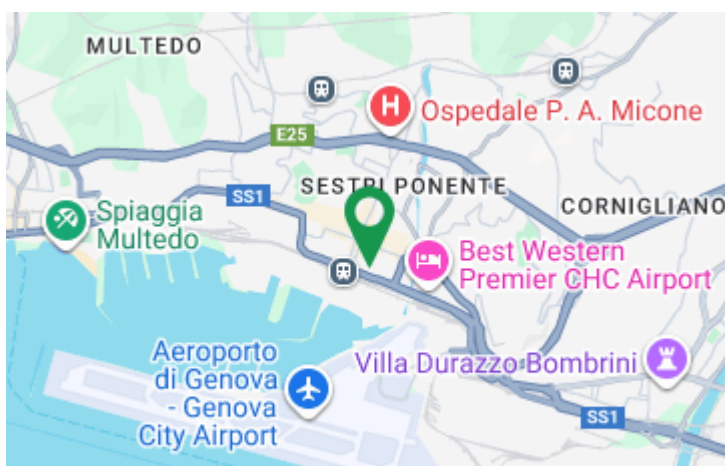 MULTEDO
H
Ospedale P. A. Micone
E25
SESTRI PONENTE
SS1
CORNIGLIANO
Spiaggia
Multedo
Best Western
Premier CHC Airport
Aeroporto
di Genova
- Genova
City Airport
Villa Durazzo Bombrini
SS1